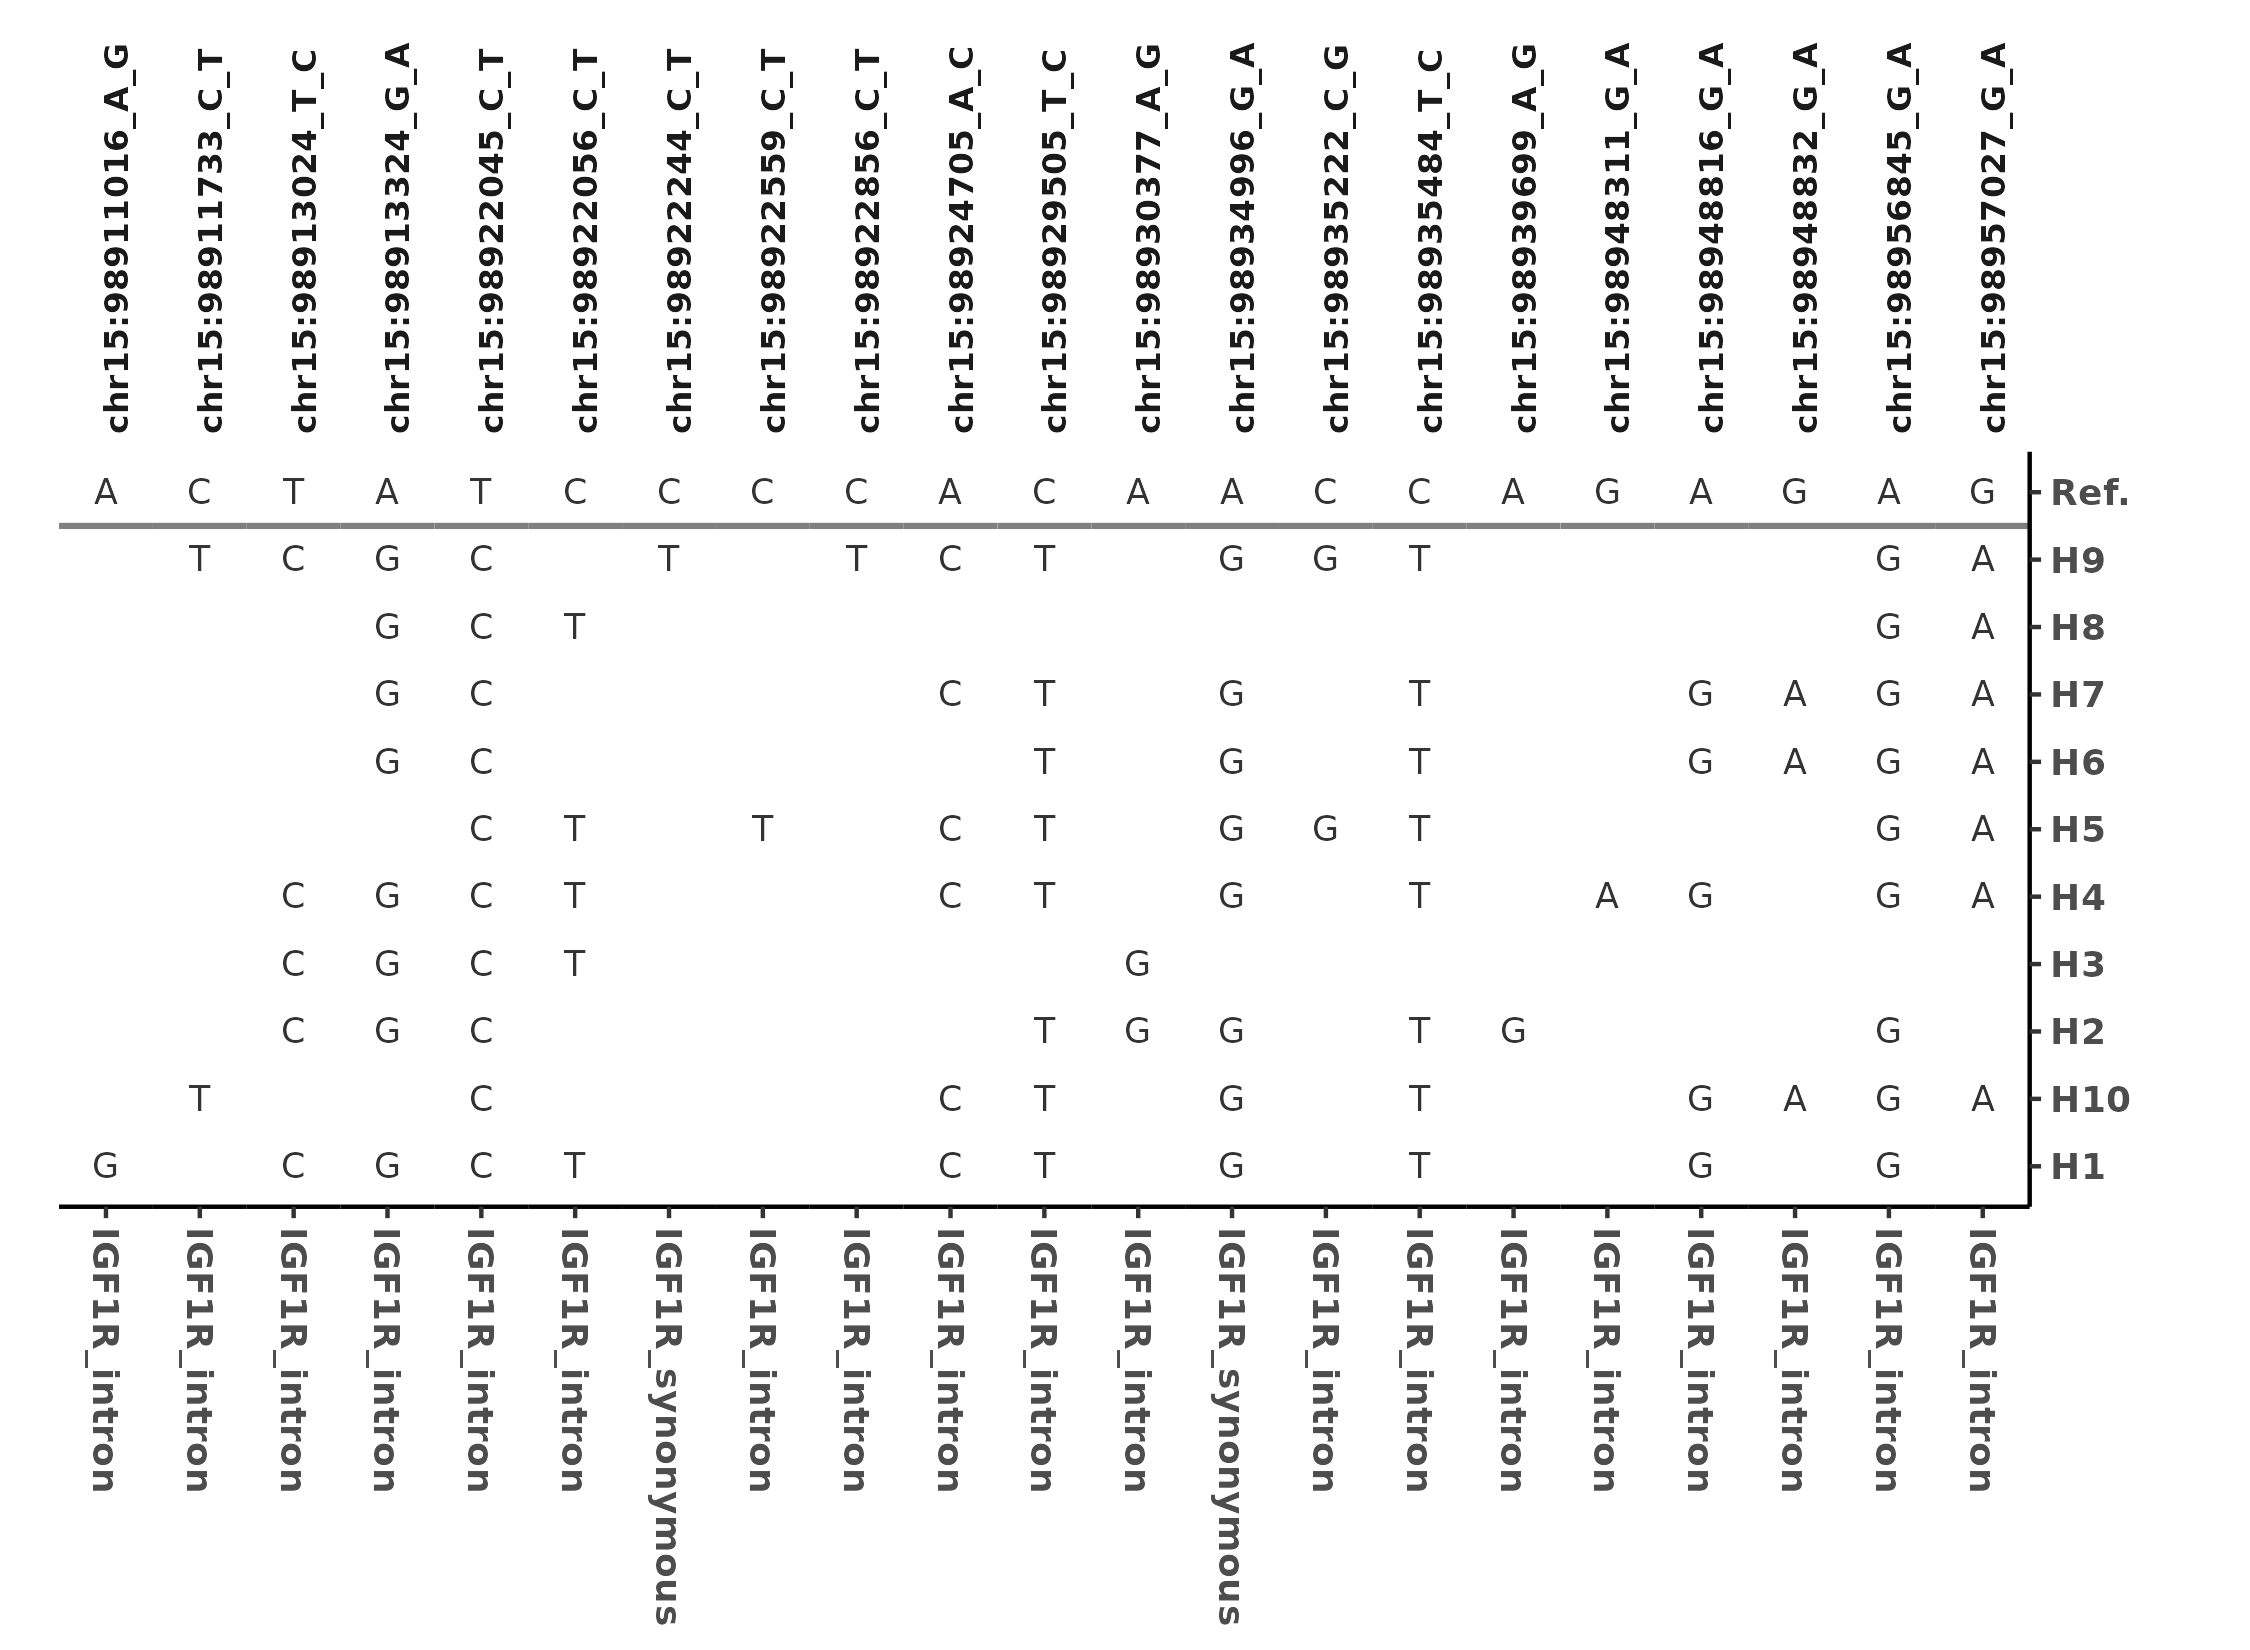 chr15:98911016_A_G
chr15:98911733_C_T
chr15:98913024_T_C
chr15:98913324_G_A
chr15:98922045_C_T
chr15:98922056_C_T
chr15:98922244_C_T
chr15:98922559_C_T
chr15:98922856_C_T
chr15:98924705_A_C
chr15:98929505_T_C
chr15:98930377_A_G
chr15:98934996_G_A
chr15:98935222_C_G
chr15:98935484_T_C
chr15:98939699_A_G
chr15:98948311_G_A
chr15:98948816_G_A
chr15:98948832_G_A
chr15:98956845_G_A
chr15:98957027_G_A
A C T A T C C C C A C A A C C A G A G A G Ref.
T C G C T T C T G G T G A H9
G C T G A H8
G C C T G T G A G A H7
G C T G T G A G A H6
C T T C T G G T G A H5
C G C T C T G T A G G A H4
C G C T G H3
C G C T G G T G G H2
T C C T G T G A G A H10
G C G C T C T G T G G H1
IGF1R_intron
IGF1R_intron
IGF1R_intron
IGF1R_intron
IGF1R_intron
IGF1R_intron
IGF1R_synonymous
IGF1R_intron
IGF1R_intron
IGF1R_intron
IGF1R_intron
IGF1R_intron
IGF1R_synonymous
IGF1R_intron
IGF1R_intron
IGF1R_intron
IGF1R_intron
IGF1R_intron
IGF1R_intron
IGF1R_intron
IGF1R_intron